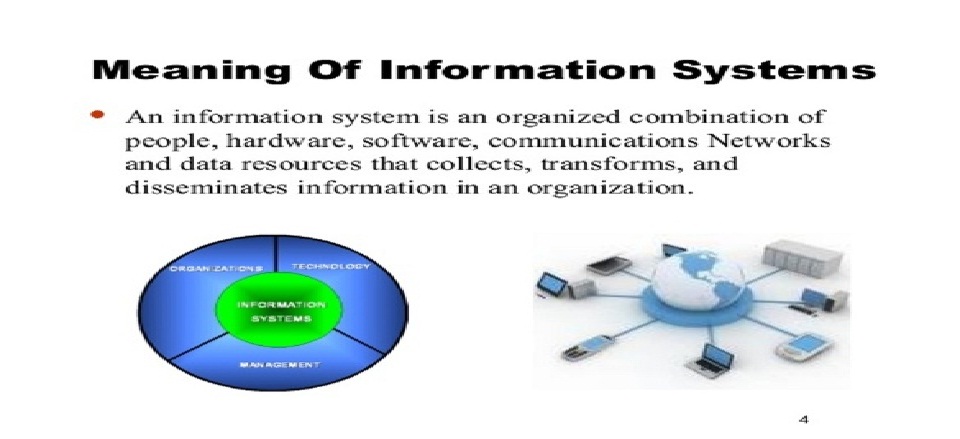 Meaning Of Information Systems
• An information system is an organized combination of
people, hardware, software, communications Networks
and data resources that collects, transforms, and
disseminates information in an organization.
ORGANIZATIONS
TECHNOLOGY
INFORMATION
SYSTEMS
MANAGEMENT
4